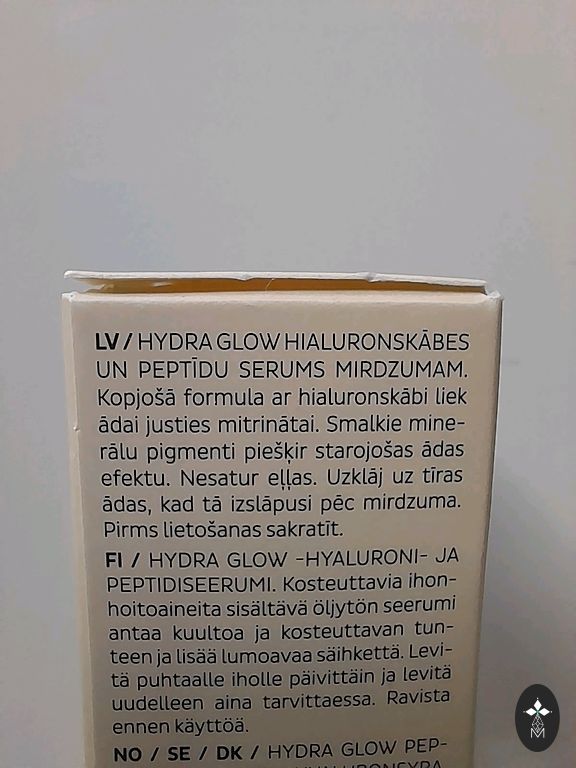 LV / HYDRA GLOW HIALURONSKĀBES
UN PEPTĪDU SERUMS MIRDZUMAM.
Kopjošā formula ar hialuronskābi liek
ādai justies mitrinātai. Smalkie mine-
rālu pigmenti piešķir starojošas ādas
efektu. Nesatur eļļas. Uzklāj uz tīras
ādas, kad tā izslāpusi pēc mirdzuma.
Pirms lietošanas sakratīt.
FI / HYDRA GLOW -HYALURONI- JA
PEPTIDISEERUMI. Kosteuttavia ihon-
hoitoaineita sisältävä öljytön seerumi
antaa kuultoa ja kosteuttavan tun-
teen ja lisää lumoavaa säihkettä. Levi-
tä puhtaalle iholle päivittäin ja levitä
uudelleen aina tarvittaessa. Ravista
ennen käyttöä.
NO / SE / DK / HYDRA GLOW PEP-